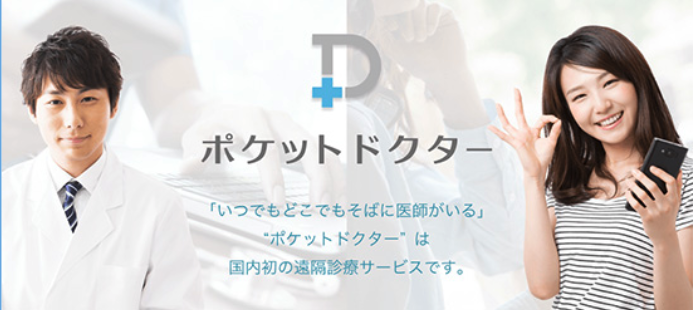 ポケットドクター
「いつでもどこでもそばに医師がいる」
“ポケットドクター” は
国内初の遠隔診療サービスです。